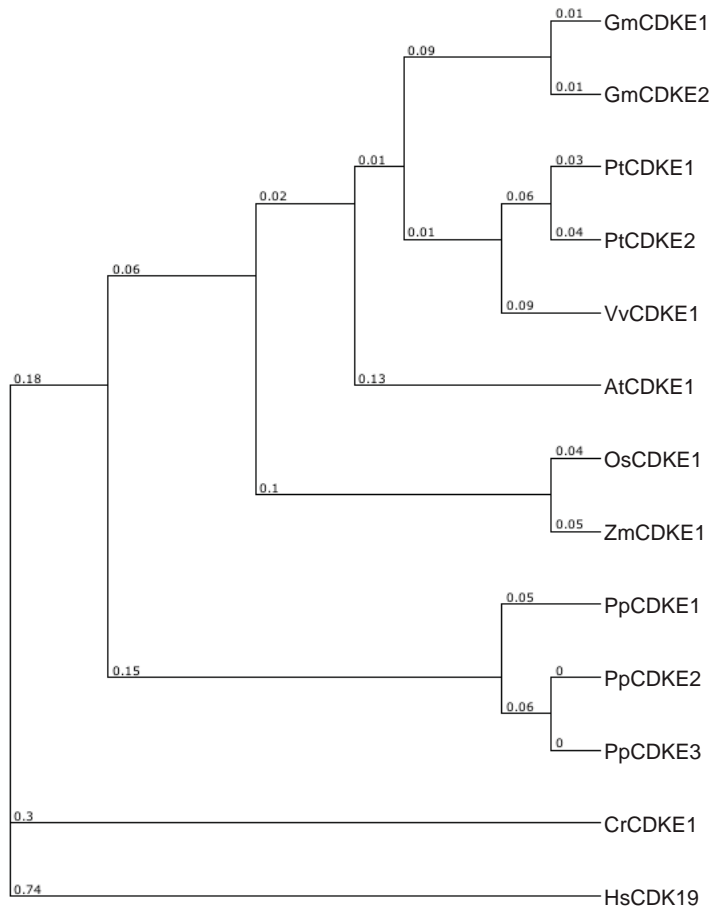 0.01
GmCDKE1
0.09
0.01
GmCDKE2
0.01
0.03
PtCDKE1
0.02
0.06
0.01
0.04
PtCDKE2
0.06
0.09
VvCDKE1
0.18
0.13
AtCDKE1
0.04
OsCDKE1
0.1
0.05
ZmCDKE1
0.05
PpCDKE1
0.15
0
PpCDKE2
0.06
0
PpCDKE3
0.3
CrCDKE1
0.74
HsCDK19